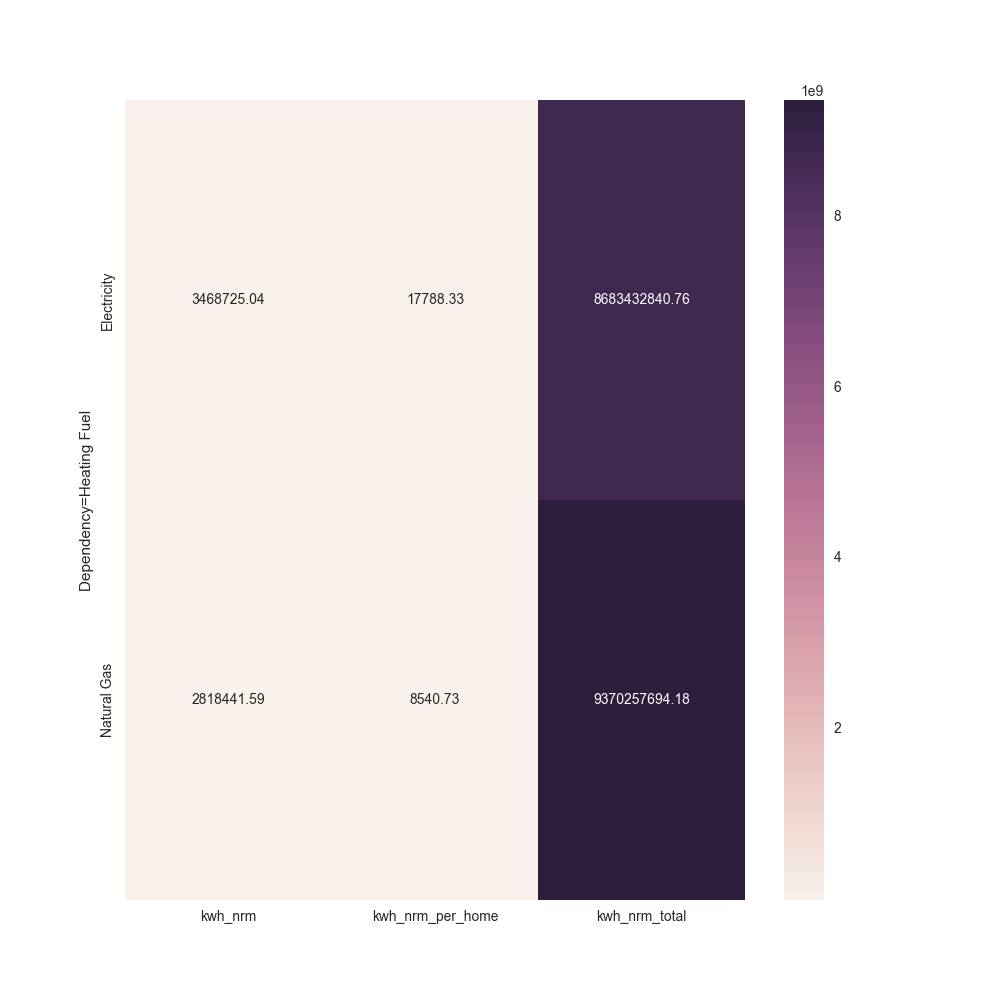 1e9
8
6
4
2
Dependency=Heating Fuel
Electricity
3468725.04 17788.33 8683432840.76
Natural Gas
2818441.59 8540.73 9370257694.18
kwh_nrm kwh_nrm_per_home kwh_nrm_total